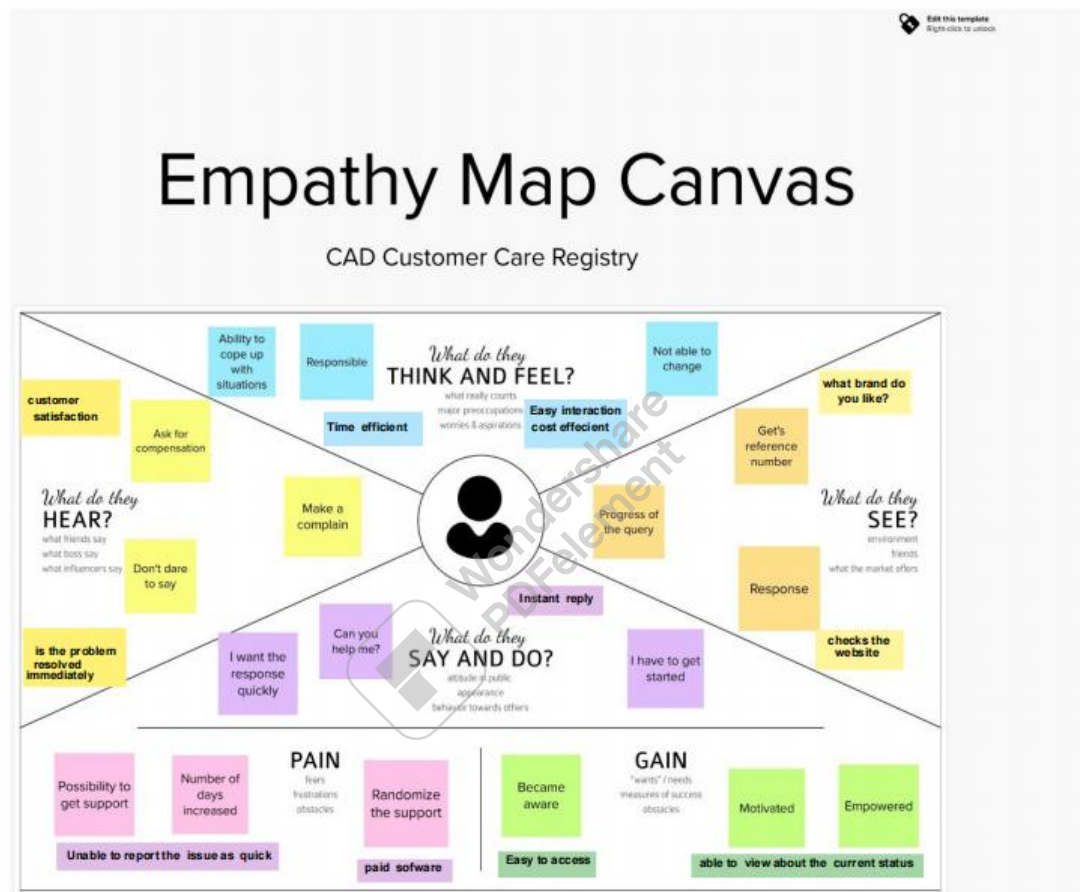 Edit this template
Right-click to unlock
Empathy Map Canvas
CAD Customer Care Registry
Ability to
cope up
with
situations
Responsible
What do they
THINK AND FEEL?
what really counts
major preoccupations
worries & aspirations
Time efficient
Easy interaction
cost effecient
Not able to
change
customer
satisfaction
Ask for
compensation
Make a
complain
What do they
HEAR?
what friends say
what boss say
what influencers say
Don't dare
to say
is the problem
resolved
immediately
what brand do
you like?
Get's
reference
number
Progress of
the query
What do they
SEE?
environment
friends
what the market offers
Response
checks the
website
Instant reply
Can you
help me?
I want the
response
quickly
What do they
SAY AND DO?
attitude in public
appearance
behavior towards others
I have to get
started
Wondershare
PDFelement
Possibility to
get support
Number of
days
increased
PAIN
fears
frustrations
obstacles
Randomize
the support
Unable to report the issue as quick
paid sofware
Became
aware
GAIN
"wants" / needs
measures of success
obstacles
Motivated
Empowered
Easy to access
able to view about the current status